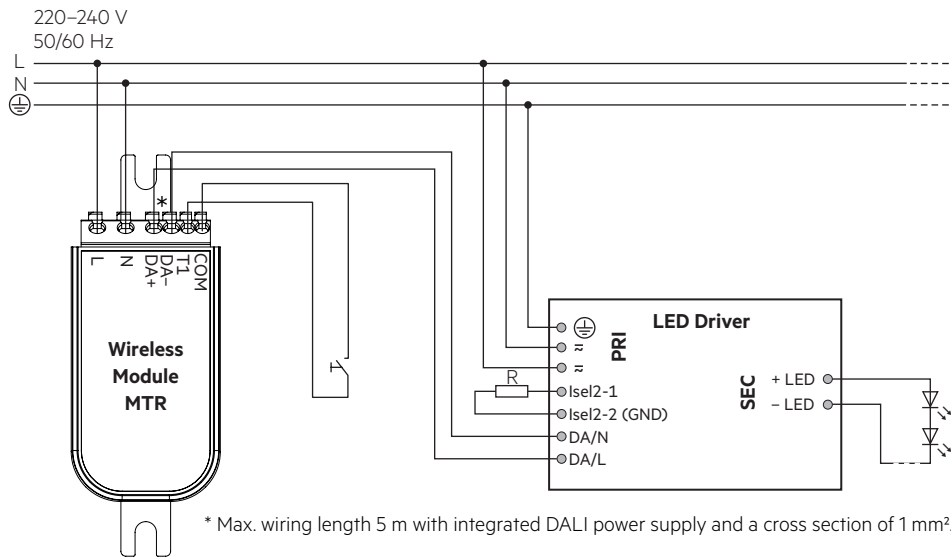 220–240 V
50/60 Hz
L
N
*
L
N
DA+
DA–
T1
COM
Wireless
Module
MTR
LED Driver
PRI
=
=
R
Isel2-1
Isel2-2 (GND)
DA/N
DA/L
SEC
+ LED
– LED
* Max. wiring length 5 m with integrated DALI power supply and a cross section of 1 mm².